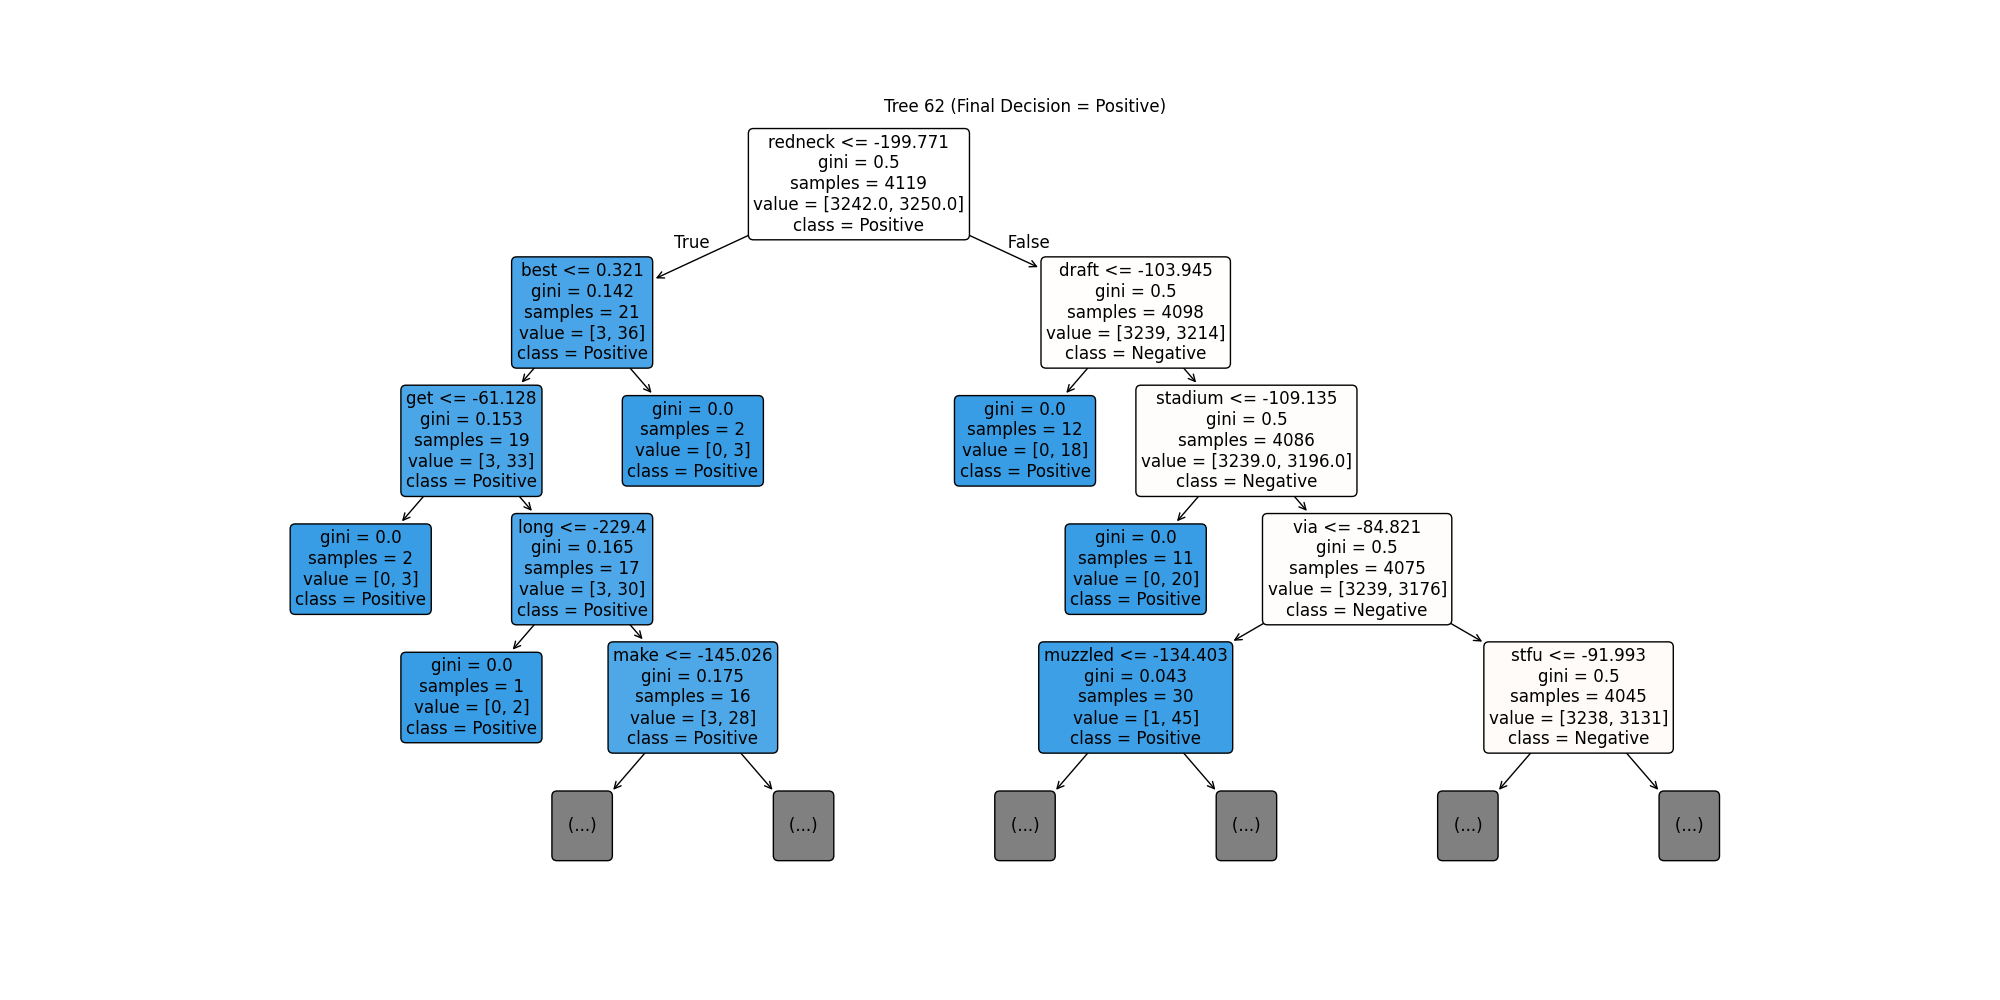 Tree 62 (Final Decision = Positive)
redneck <= -199.771
gini = 0.5
samples = 4119
value = [3242.0, 3250.0]
class = Positive
True
False
best <= 0.321
gini = 0.142
samples = 21
value = [3, 36]
class = Positive
draft <= -103.945
gini = 0.5
samples = 4098
value = [3239, 3214]
class = Negative
get <= -61.128
gini = 0.153
samples = 19
value = [3, 33]
class = Positive
gini = 0.0
samples = 2
value = [0, 3]
class = Positive
gini = 0.0
samples = 12
value = [0, 18]
class = Positive
stadium <= -109.135
gini = 0.5
samples = 4086
value = [3239.0, 3196.0]
class = Negative
gini = 0.0
samples = 2
value = [0, 3]
class = Positive
long <= -229.4
gini = 0.165
samples = 17
value = [3, 30]
class = Positive
gini = 0.0
samples = 11
value = [0, 20]
class = Positive
via <= -84.821
gini = 0.5
samples = 4075
value = [3239, 3176]
class = Negative
gini = 0.0
samples = 1
value = [0, 2]
class = Positive
make <= -145.026
gini = 0.175
samples = 16
value = [3, 28]
class = Positive
muzzled <= -134.403
gini = 0.043
samples = 30
value = [1, 45]
class = Positive
stfu <= -91.993
gini = 0.5
samples = 4045
value = [3238, 3131]
class = Negative
(...)
(...)
(...)
(...)
(...)
(...)